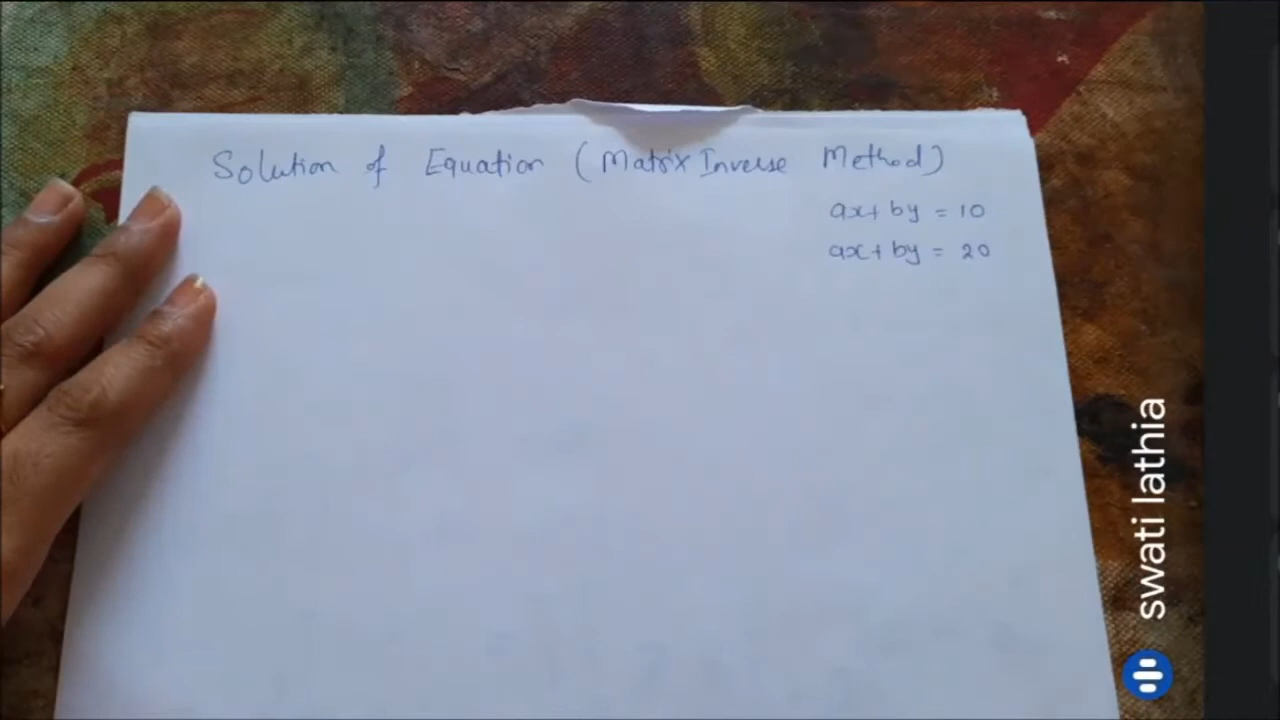 Solution of Equation (Matrix Inverse Method)
ax+ by = 10
ax+ by = 20
swati lathia